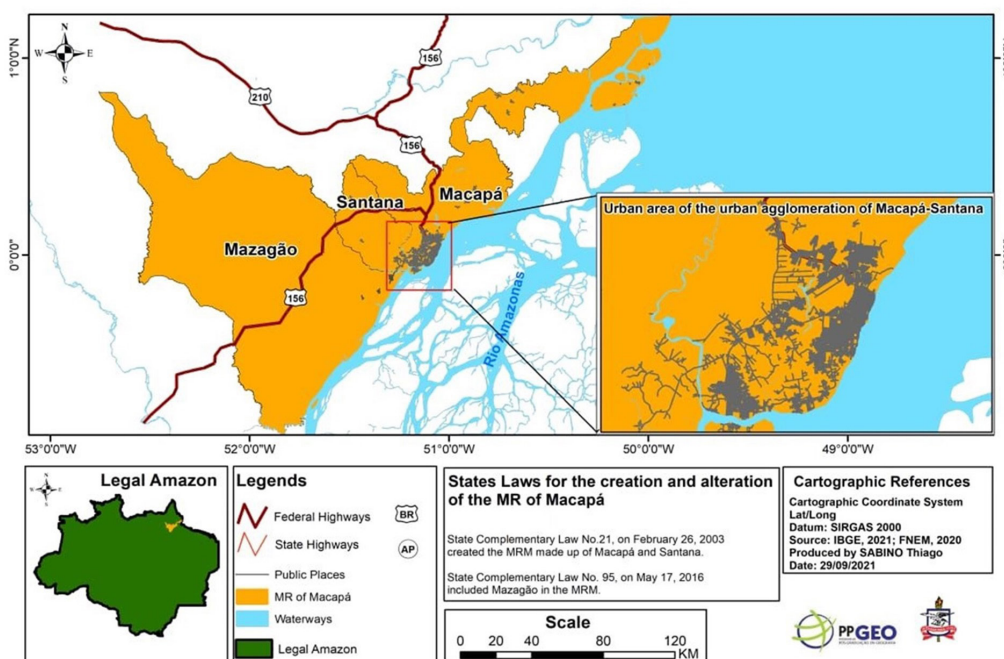 N
W E
S
1°0'0"N
0°0'0"
156
210
156
Macapá
Santana
Mazagão
156
Rio Amazonas
Urban area of the urban agglomeration of Macapá-Santana
53°0'0"W 52°0'0"W 51°0'0"W 50°0'0"W 49°0'0"W
Legal Amazon
Legends
Federal Highways BR
State Highways AP
Public Places
MR of Macapá
Waterways
Legal Amazon
States Laws for the creation and alteration
of the MR of Macapá
State Complementary Law No.21, on February 26, 2003
created the MRM made up of Macapá and Santana.
State Complementary Law No. 95, on May 17, 2016
included Mazagão in the MRM.
Scale
0 20 40 80 120
KM
Cartographic References
Cartographic Coordinate System
Lat/Long
Datum: SIRGAS 2000
Source: IBGE, 2021; FNEM, 2020
Produced by SABINO Thiago
Date: 29/09/2021
PPGEO